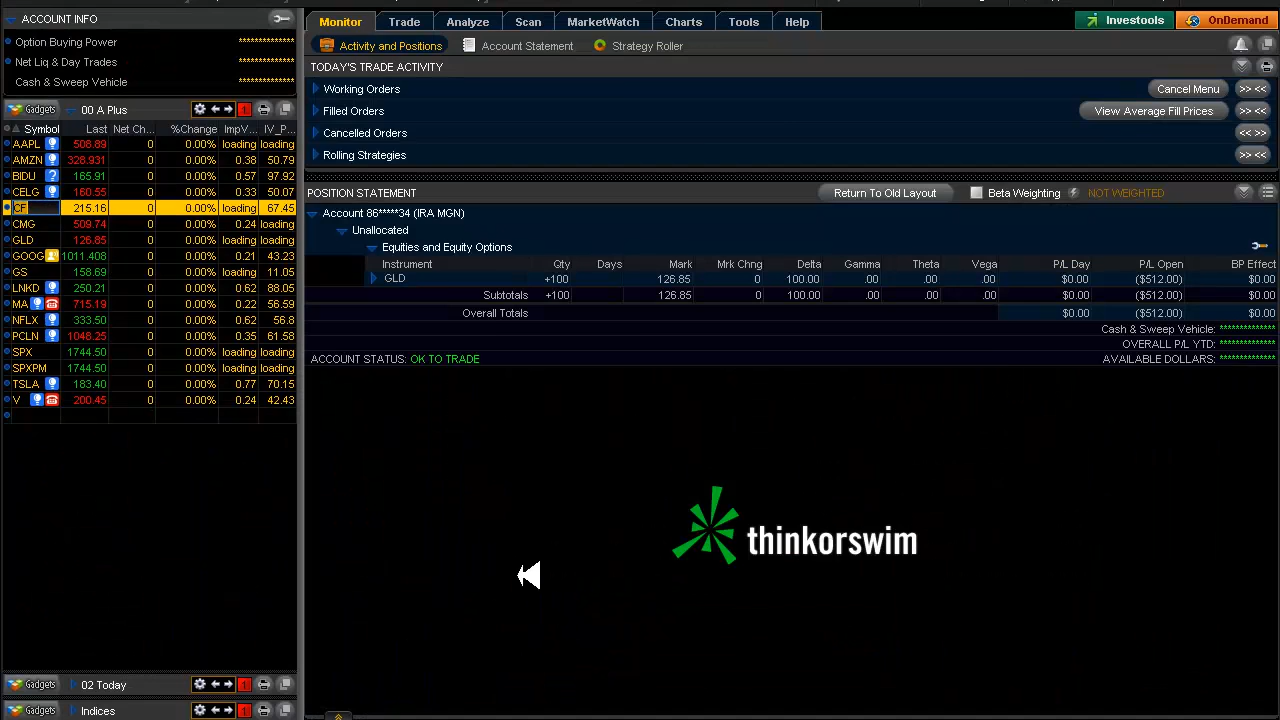 ACCOUNT INFO
Option Buying Power **************
Net Liq & Day Trades **************
Cash & Sweep Vehicle **************
Gadgets 00 A Plus 1
Symbol Last Net Ch... %Change ImpV... IV_P...
AAPL 508.89 0 0.00% loading loading
AMZN 328.931 0 0.00% 0.38 50.79
BIDU 165.91 0 0.00% 0.57 97.92
CELG 160.55 0 0.00% 0.33 50.07
CF 215.16 0 0.00% loading 67.45
CMG 509.74 0 0.00% 0.24 loading
GLD 126.85 0 0.00% loading loading
GOOG 1011.408 0 0.00% 0.21 43.23
GS 158.69 0 0.00% loading 11.05
LNKD 250.21 0 0.00% 0.62 88.05
MA 715.19 0 0.00% 0.22 56.59
NFLX 333.50 0 0.00% 0.62 56.8
PCLN 1048.25 0 0.00% 0.35 61.58
SPX 1744.50 0 0.00% loading loading
SPXPM 1744.50 0 0.00% loading loading
TSLA 183.40 0 0.00% 0.77 70.15
V 200.45 0 0.00% 0.24 42.43
Gadgets 02 Today 1
Gadgets Indices 1
Monitor Trade Analyze Scan MarketWatch Charts Tools Help Investools OnDemand
Activity and Positions Account Statement Strategy Roller
TODAY'S TRADE ACTIVITY
Working Orders Cancel Menu >> <<
Filled Orders View Average Fill Prices >> <<
Cancelled Orders << >>
Rolling Strategies >> <<
POSITION STATEMENT Return To Old Layout Beta Weighting NOT WEIGHTED
Account 86*****34 (IRA MGN)
Unallocated
Equities and Equity Options
Instrument Qty Days Mark Mrk Chng Delta Gamma Theta Vega P/L Day P/L Open BP Effect
GLD +100 126.85 0 100.00 .00 .00 .00 $0.00 ($512.00) $0.00
Subtotals +100 126.85 0 100.00 .00 .00 .00 $0.00 ($512.00) $0.00
Overall Totals $0.00 ($512.00) $0.00
Cash & Sweep Vehicle: **************
OVERALL P/L YTD: **************
ACCOUNT STATUS: OK TO TRADE AVAILABLE DOLLARS: **************
thinkorswim